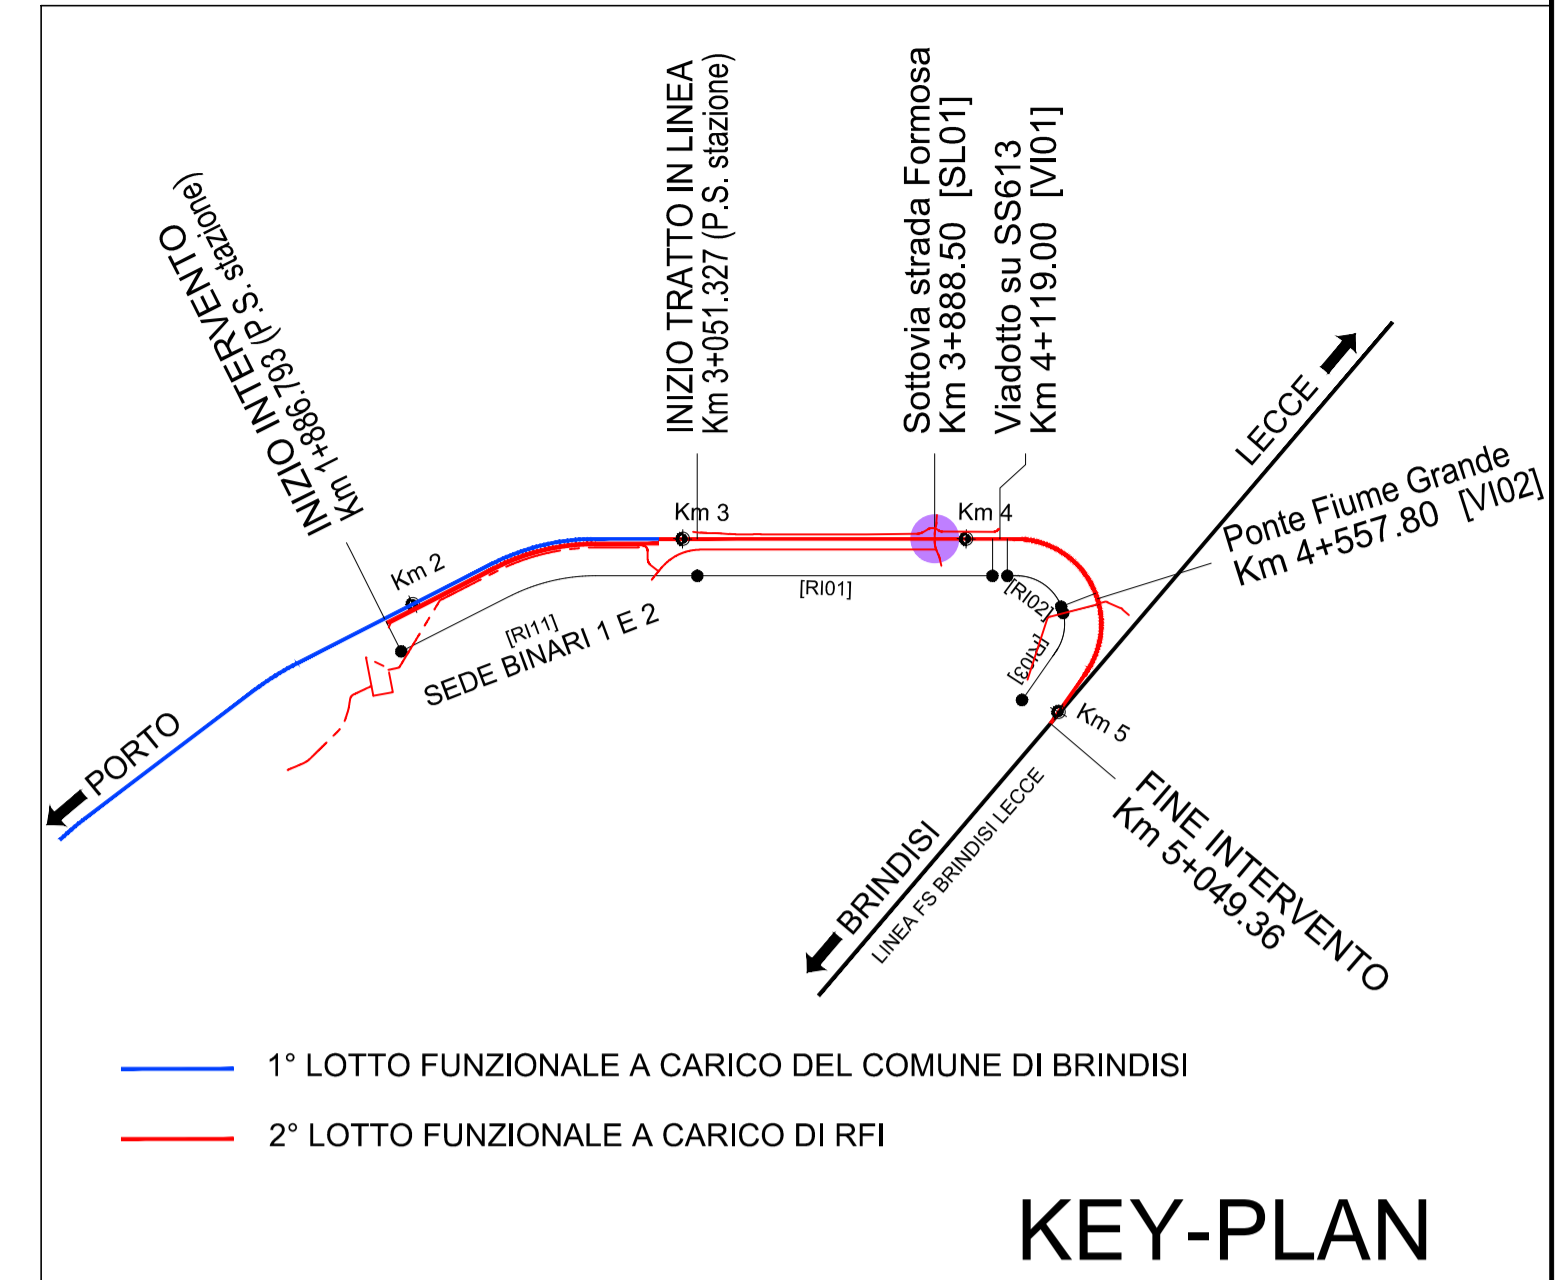 INIZIO INTERVENTO
Km 1+886.793 (P.S. stazione)
INIZIO TRATTO IN LINEA
Km 3+051.327 (P.S. stazione)
Sottovia strada Formosa
Km 3+888.50 [SL01]
Viadotto su SS613
Km 4+119.00 [VI01]
LECCE
Ponte Fiume Grande
Km 4+557.80 [VI02]
Km 2
Km 3
Km 4
[RI01]
[RI02]
[RI03]
[RI11]
SEDE BINARI 1 E 2
Km 5
PORTO
BRINDISI
LINEA FS BRINDISI LECCE
FINE INTERVENTO
Km 5+049.36
1° LOTTO FUNZIONALE A CARICO DEL COMUNE DI BRINDISI
2° LOTTO FUNZIONALE A CARICO DI RFI
KEY-PLAN